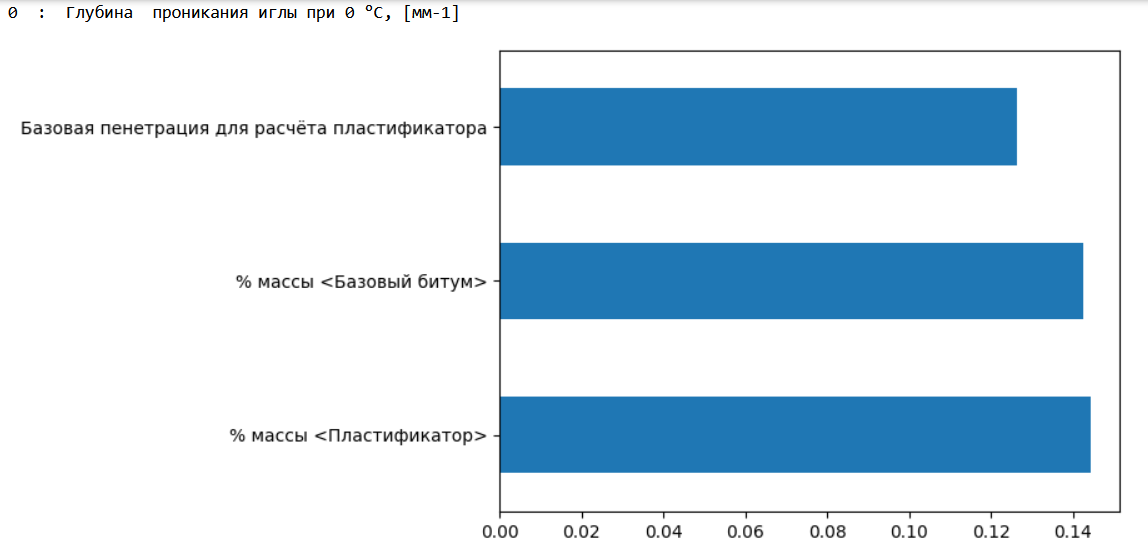 0  :  Глубина  проникания иглы при 0 °C, [мм-1]
Базовая пенетрация для расчёта пластификатора
% массы <Базовый битум>
% массы <Пластификатор>
0.00 0.02 0.04 0.06 0.08 0.10 0.12 0.14